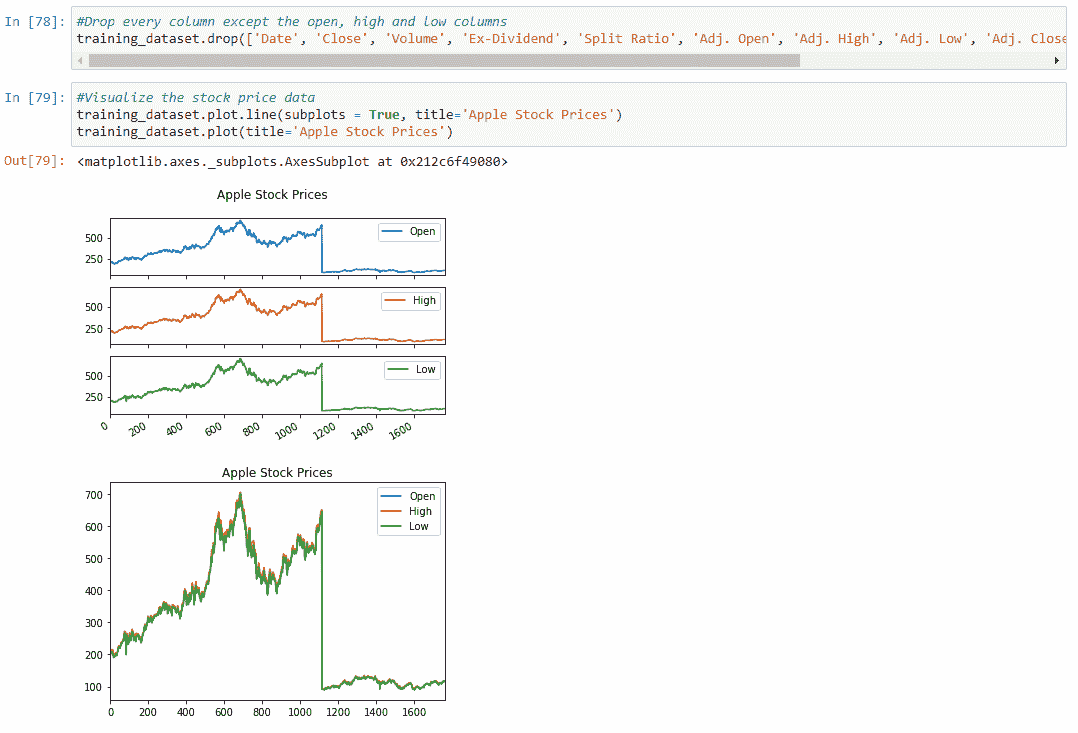 In [78]:
#Drop every column except the open, high and low columns
training_dataset.drop(['Date', 'Close', 'Volume', 'Ex-Dividend', 'Split Ratio', 'Adj. Open', 'Adj. High', 'Adj. Low', 'Adj. Close
In [79]:
#Visualize the stock price data
training_dataset.plot.line(subplots = True, title='Apple Stock Prices')
training_dataset.plot(title='Apple Stock Prices')
Out[79]: <matplotlib.axes._subplots.AxesSubplot at 0x212c6f49080>
Apple Stock Prices
500
250
Open
500
250
High
500
250
Low
0 200 400 600 800 1000 1200 1400 1600
Apple Stock Prices
Open
High
Low
700
600
500
400
300
200
100
0 200 400 600 800 1000 1200 1400 1600